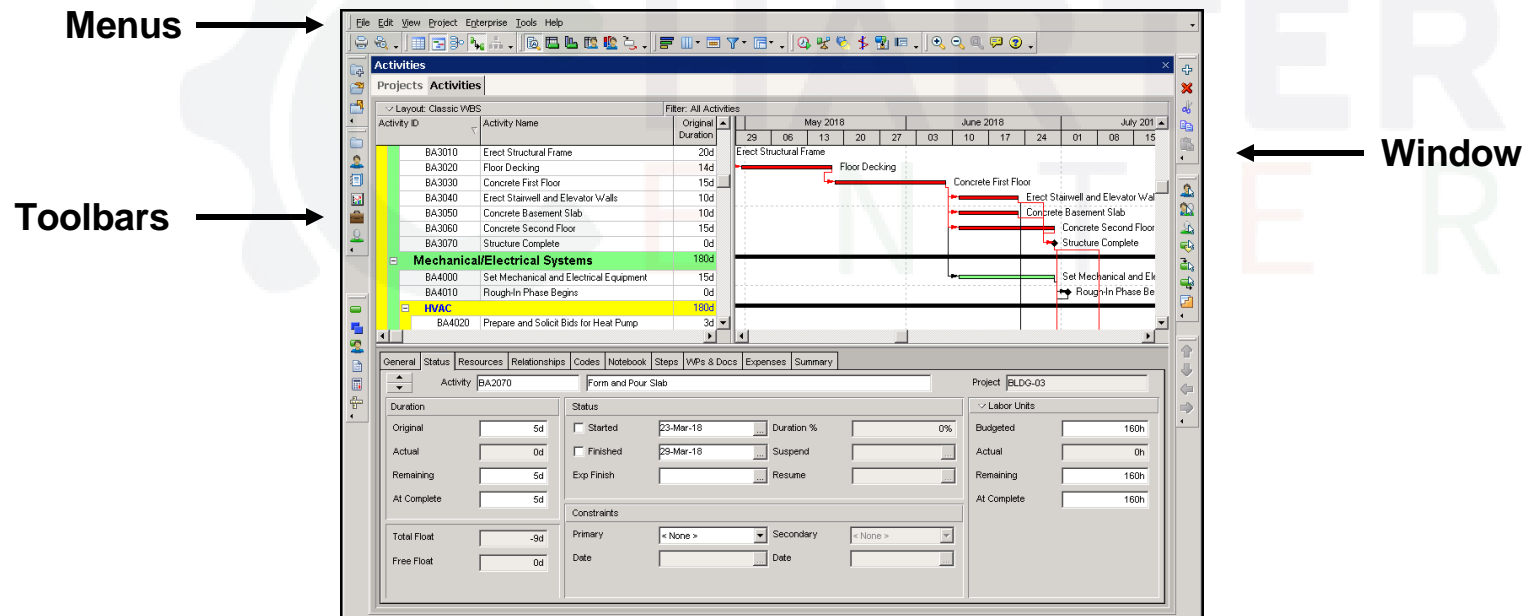 Menus
File Edit View Project Enterprise Tools Help
Activities
Projects Activities
Layout: Classic WBS Filter: All Activities
Activity ID Activity Name Original Duration May 2018 June 2018 July 201
29 06 13 20 27 03 10 17 24 01 08 15
BA3010 Erect Structural Frame 20d Erect Structural Frame
BA3020 Floor Decking 14d Floor Decking
BA3030 Concrete First Floor 15d Concrete First Floor
BA3040 Erect Stairwell and Elevator Walls 10d Erect Stairwell and Elevator Wal
BA3050 Concrete Basement Slab 10d Concrete Basement Slab
BA3060 Concrete Second Floor 15d Concrete Second Floor
BA3070 Structure Complete 0d Structure Complete
Mechanical/Electrical Systems 180d
BA4000 Set Mechanical and Electrical Equipment 15d Set Mechanical and Ele
BA4010 Rough-In Phase Begins 0d Rough-In Phase Be
HVAC 180d
BA4020 Prepare and Solicit Bids for Heat Pump 3d
Window
Toolbars
General Status Resources Relationships Codes Notebook Steps WPs & Docs Expenses Summary
Activity BA2070 Form and Pour Slab Project BLDG-03
Duration Status Labor Units
Original 5d Started 23-Mar-18 ... Duration % 0% Budgeted 160h
Actual 0d Finished 29-Mar-18 ... Suspend ... Actual 0h
Remaining 5d Exp Finish ... Resume ... Remaining 160h
At Complete 5d At Complete 160h
Constraints
Total Float -9d Primary < None > Secondary < None >
Free Float 0d Date ... Date ...